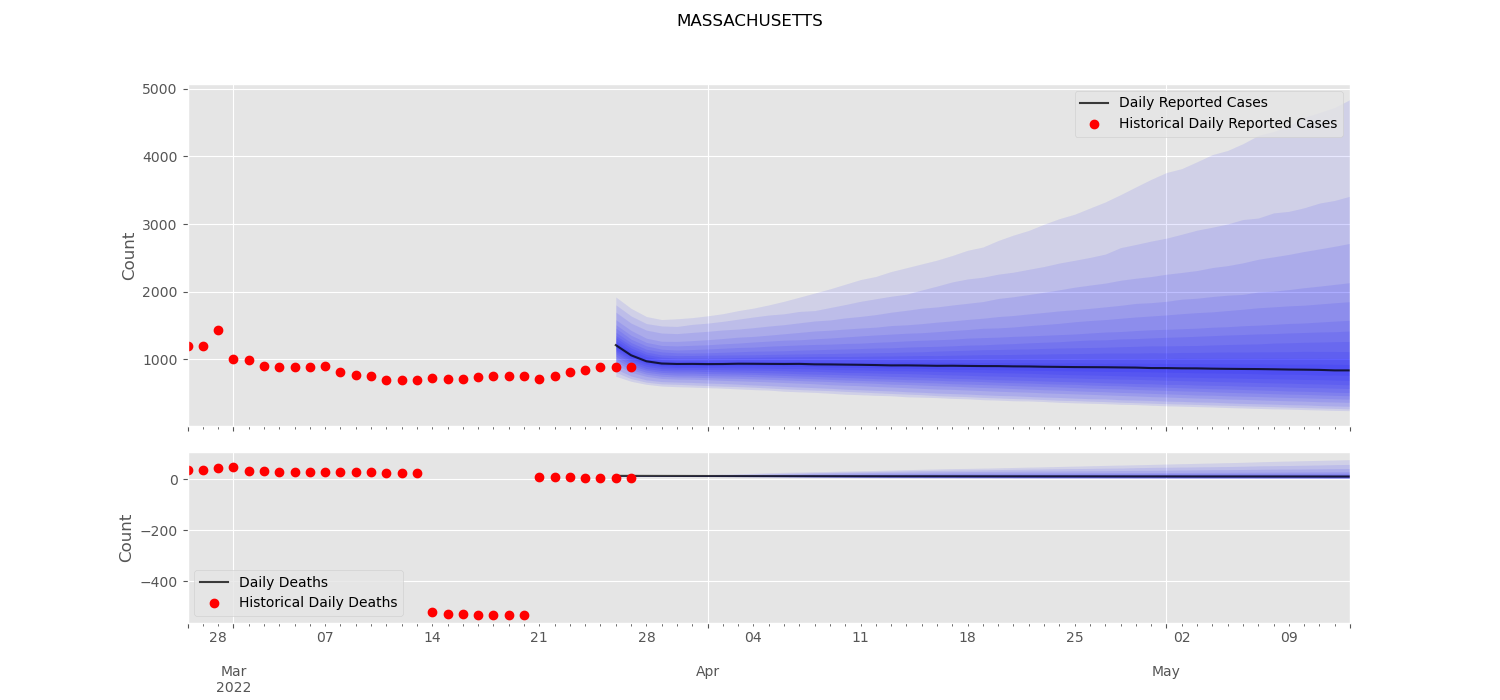 MASSACHUSETTS
5000
4000
3000
2000
1000
Count
Daily Reported Cases
Historical Daily Reported Cases
0
−200
−400
Count
Daily Deaths
Historical Daily Deaths
28 07 14 21 28 04 11 18 25 02 09
Mar Apr May
2022